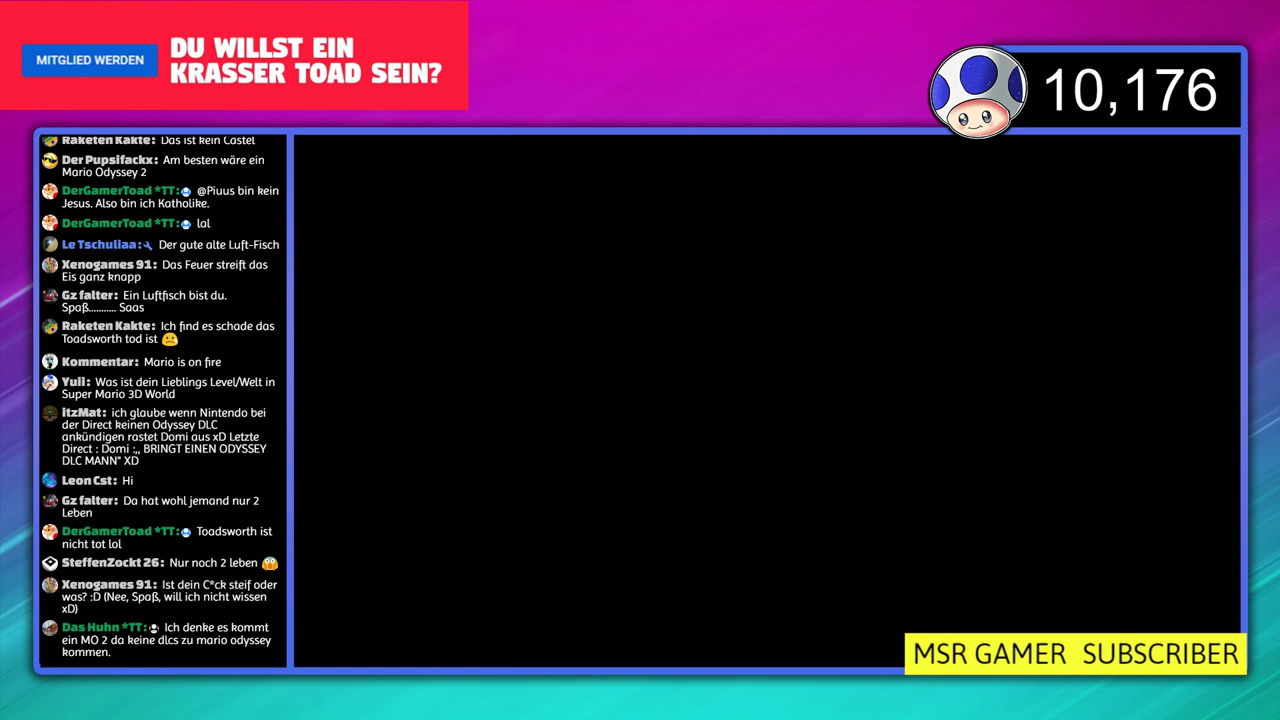 DU WILLST EIN
MITGLIED WERDEN
KRASSER TOAD SEIN?
10,176
Raketen Kakte: Das ist kein Castel
Der Pupsifackx: Am besten wäre ein
Mario Odyssey 2
DerGamerToad *TT: @Piuus bin kein
Jesus. Also bin ich Katholike.
DerGamerToad *TT: lal
Le Tschuliaa: Der gute alte Luft-Fisch
Xenogames 91: Das Feuer streift das
Eis ganz knapp
Gz falter: Ein Luftfisch bist du.
Spaß........... Saas
Raketen Kakte: Ich find es schade das
Toadsworth tod ist
Kommentar: Mario is on fire
Yuii: Was ist dein Lieblings Level/Welt in
Super Mario 3D World
itzMat: ich glaube wenn Nintendo bei
der Direct keinen Odyssey DLC
ankündigen rastet Domi aus xD Letzte
Direct : Domi :,, BRINGT EINEN ODYSSEY
DLC MANN" XD
Leon Cst: Hi
Gz falter: Da hat wohl jemand nur 2
Leben
DerGamerToad *TT: Toadsworth ist
nicht tot lol
SteffenZockt 26: Nur noch 2 leben
Xenogames 91: Ist dein C*ck steif oder
was? :D (Nee, Spaß, will ich nicht wissen
xD)
Das Huhn *TT: Ich denke es kommt
ein MO 2 da keine dlcs zu mario odyssey
kommen.
MSR GAMER SUBSCRIBER